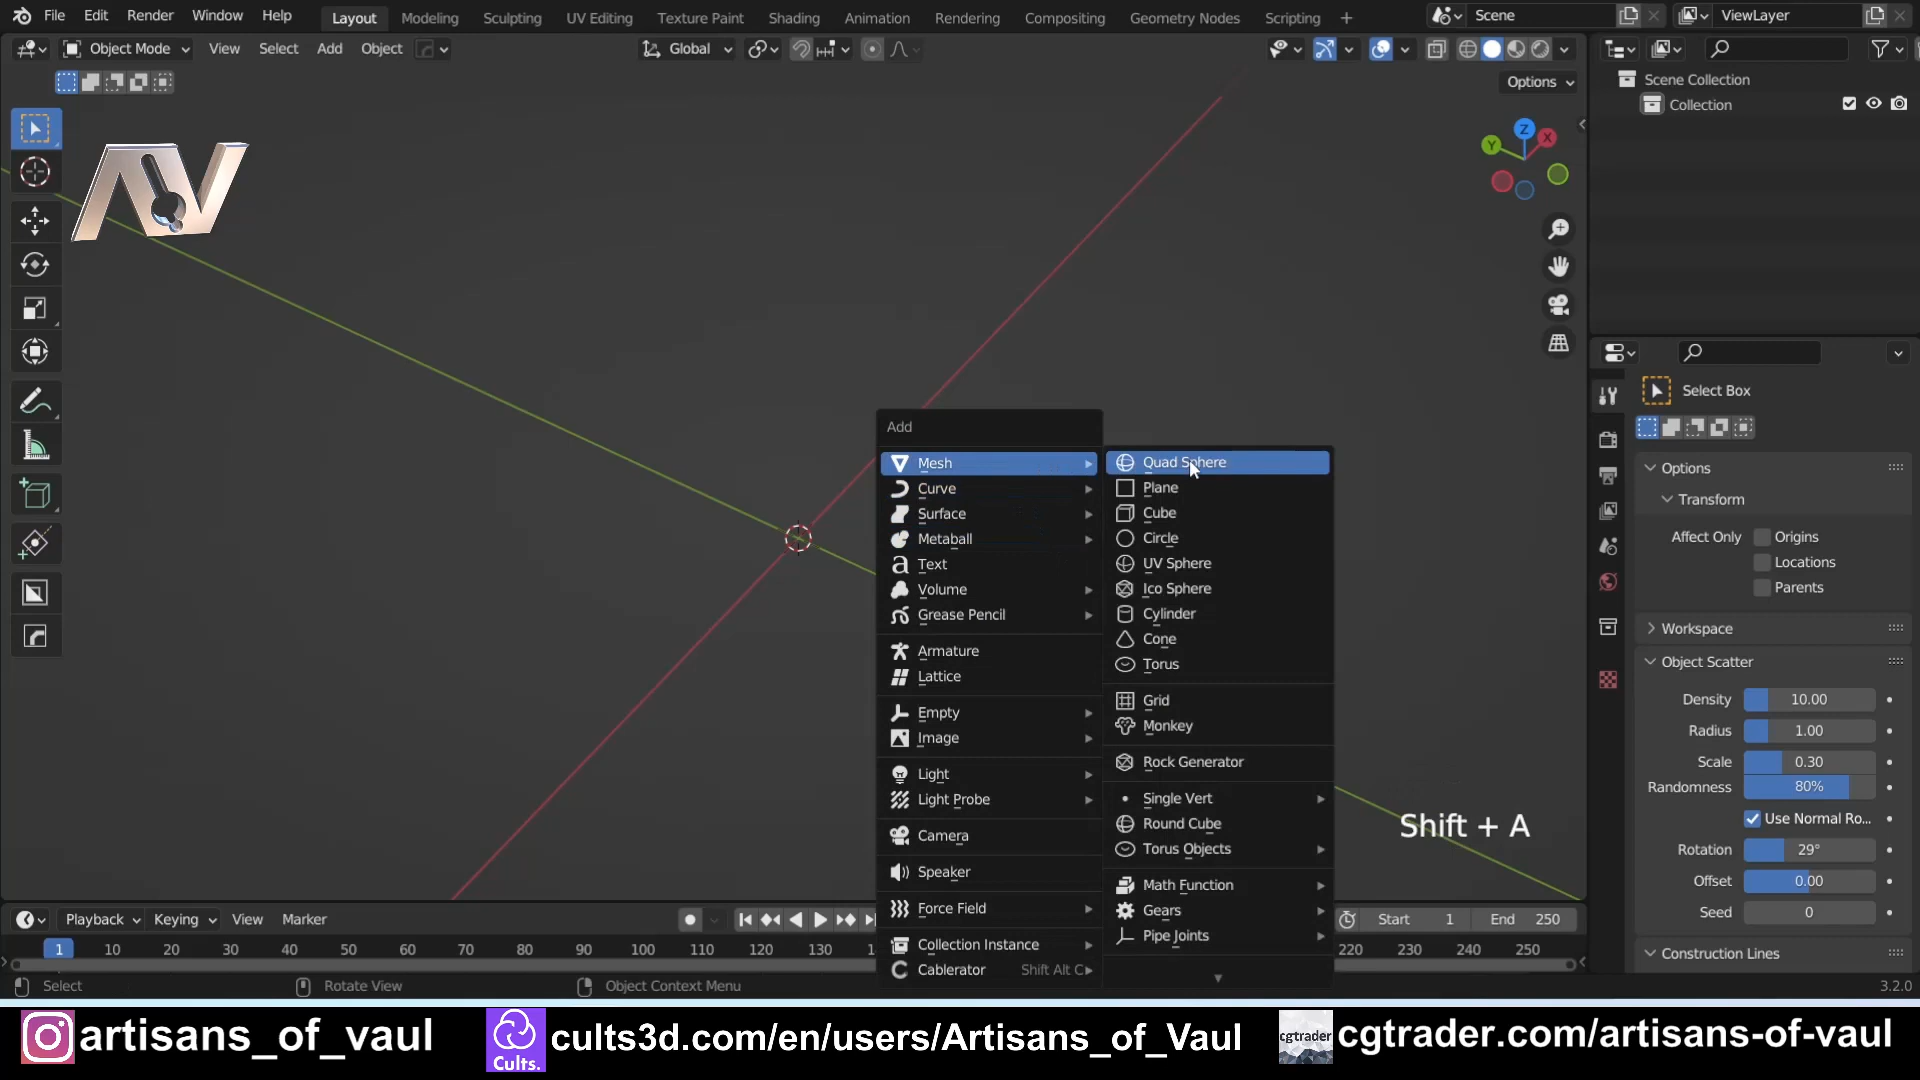 File Edit Render Window Help Layout Modeling Sculpting UV Editing Texture Paint Shading Animation Rendering Compositing Geometry Nodes Scripting + Scene ViewLayer
Object Mode View Select Add Object Global
Options
Scene Collection
Collection
AV
Add
Mesh
Curve
Surface
Metaball
Text
Volume
Grease Pencil
Armature
Lattice
Empty
Image
Light
Light Probe
Camera
Speaker
Force Field
Collection Instance
Cablerator Shift Alt C
Quad Sphere
Plane
Cube
Circle
UV Sphere
Ico Sphere
Cylinder
Cone
Torus
Grid
Monkey
Rock Generator
Single Vert
Round Cube
Torus Objects
Math Function
Gears
Pipe Joints
Z
X
Y
Shift + A
Select Box
Options
Transform
Affect Only Origins
Locations
Parents
Workspace
Object Scatter
Density 10.00
Radius 1.00
Scale 0.30
Randomness 80%
Use Normal Ro...
Rotation 29°
Offset 0.00
Seed 0
Construction Lines
Playback Keying View Marker Start 1 End 250
1 10 20 30 40 50 60 70 80 90 100 110 120 130 220 230 240 250
Select Rotate View Object Context Menu 3.2.0
artisans_of_vaul Cults. cults3d.com/en/users/Artisans_of_Vaul cgtrader cgtrader.com/artisans-of-vaul